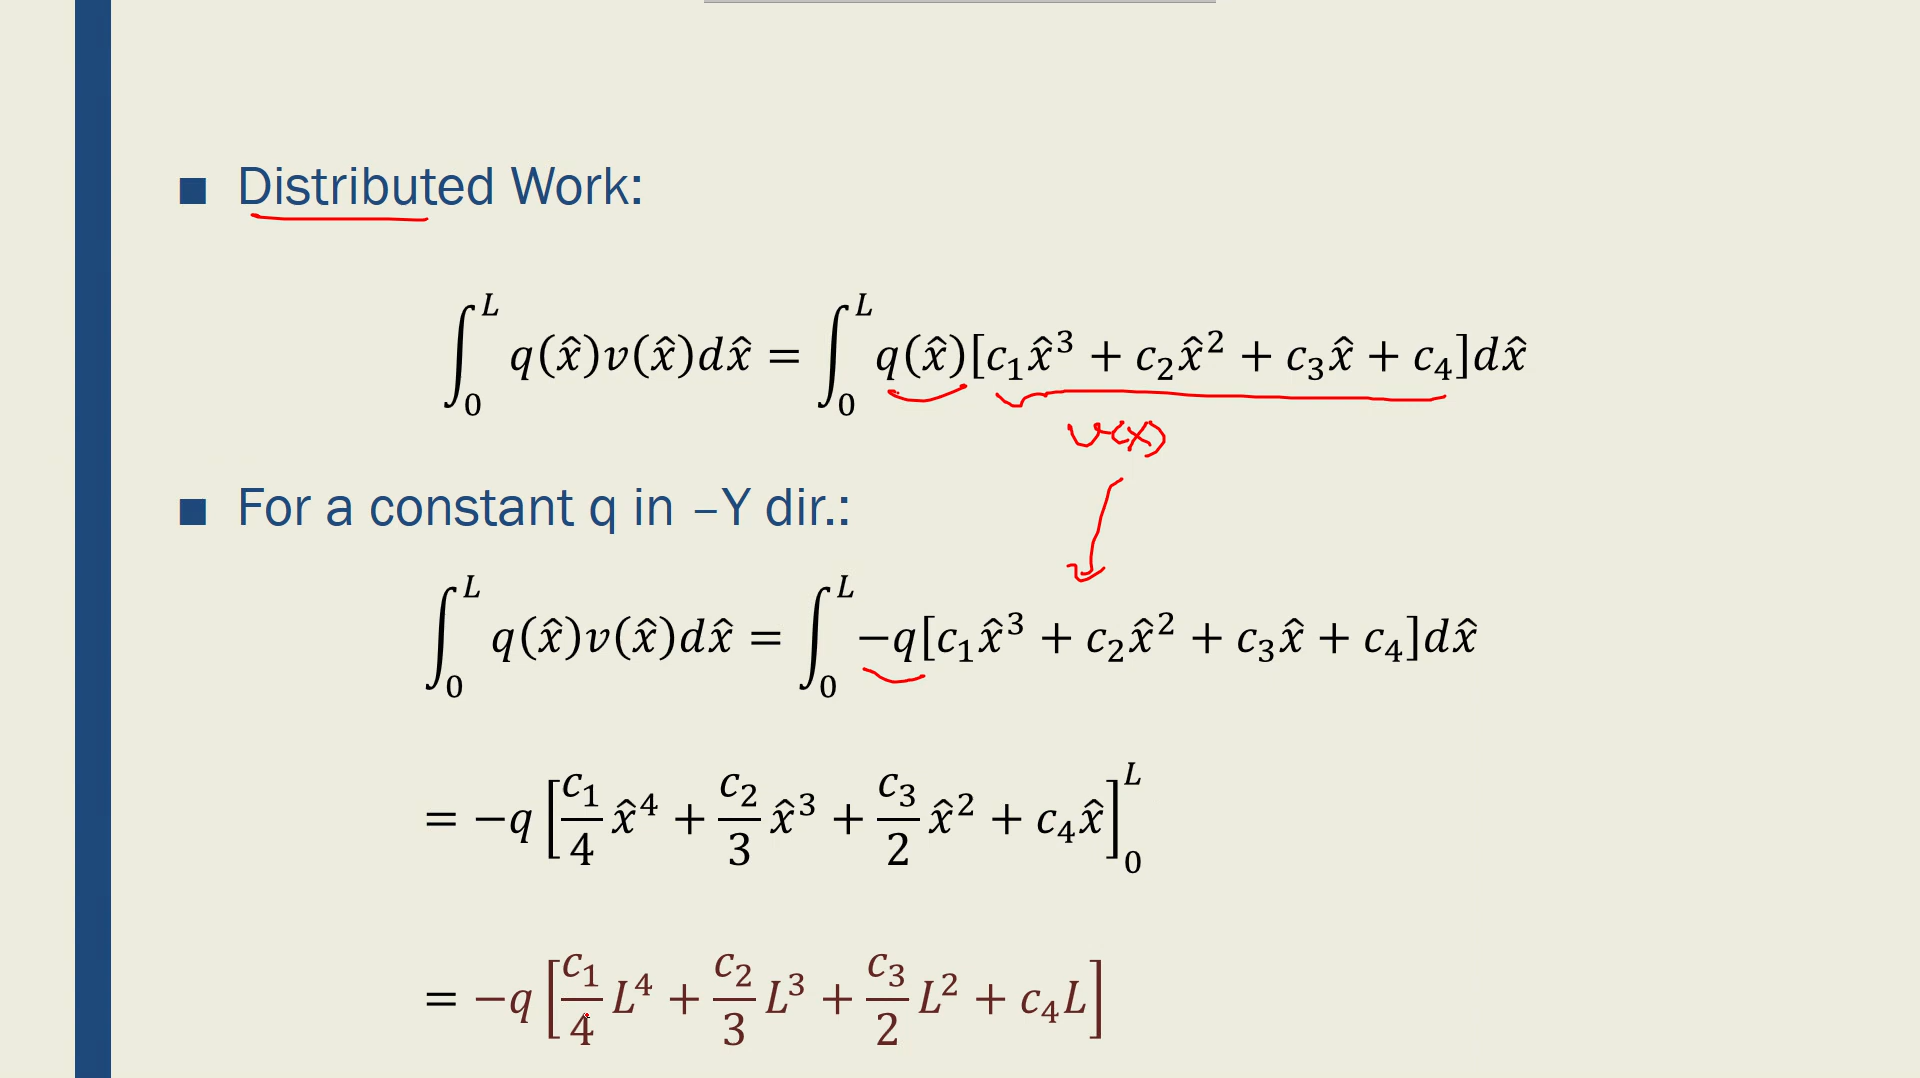 ■ Distributed Work:
∫₀ᴸ q(x̂)v(x̂)dx̂ = ∫₀ᴸ q(x̂)[c₁x̂³ + c₂x̂² + c₃x̂ + c₄]dx̂
v(x)
■ For a constant q in –Y dir.:
∫₀ᴸ q(x̂)v(x̂)dx̂ = ∫₀ᴸ −q[c₁x̂³ + c₂x̂² + c₃x̂ + c₄]dx̂
= −q [c₁/4 x̂⁴ + c₂/3 x̂³ + c₃/2 x̂² + c₄x̂]₀ᴸ
= −q [c₁/4 L⁴ + c₂/3 L³ + c₃/2 L² + c₄L]